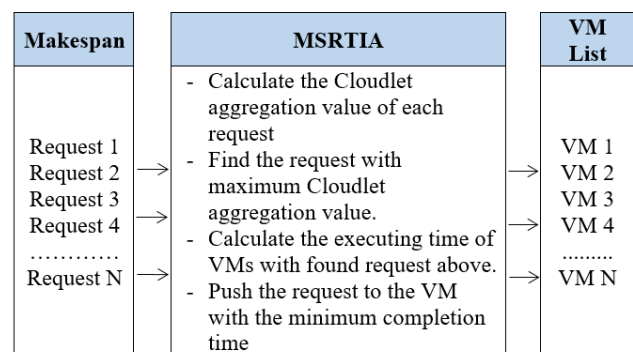 Makespan
Request 1
Request 2
Request 3
Request 4
…………
Request N
MSRTIA
- Calculate the Cloudlet
aggregation value of each
request
- Find the request with
maximum Cloudlet
aggregation value.
- Calculate the executing time of
VMs with found request above.
- Push the request to the VM
with the minimum completion
time
VM
List
VM 1
VM 2
VM 3
VM 4
.........
VM N